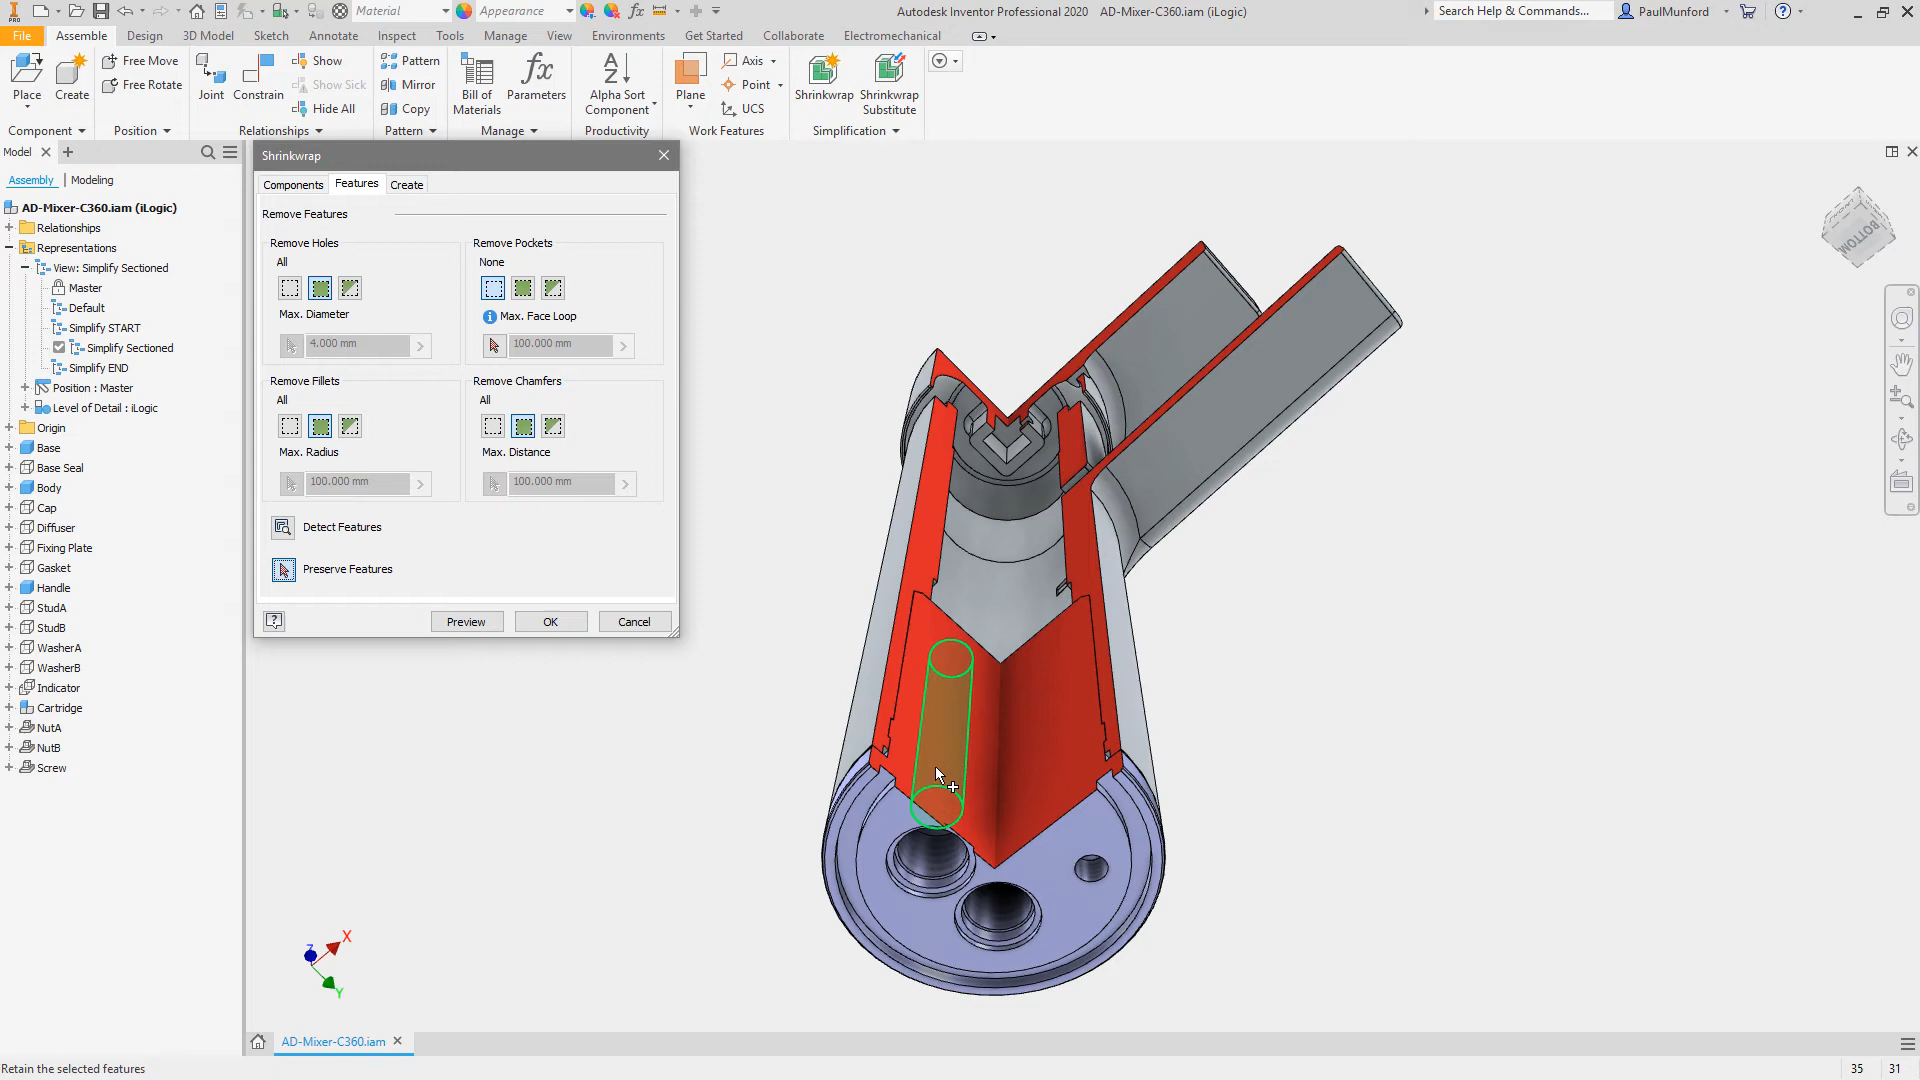 Material
Appearance
Autodesk Inventor Professional 2020 AD-Mixer-C360.iam (iLogic)
Search Help & Commands...
PaulMunford
File Assemble Design 3D Model Sketch Annotate Inspect Tools Manage View Environments Get Started Collaborate Electromechanical
Place
Create
Free Move
Free Rotate
Joint
Constrain
Show
Show Sick
Hide All
Pattern
Mirror
Copy
Bill of
Materials
Parameters
Alpha Sort
Component
Plane
Axis
Point
UCS
Shrinkwrap
Shrinkwrap
Substitute
Component Position Relationships Pattern Manage Productivity Work Features Simplification
Model
Assembly Modeling
AD-Mixer-C360.iam (iLogic)
Relationships
Representations
View: Simplify Sectioned
Master
Default
Simplify START
Simplify Sectioned
Simplify END
Position : Master
Level of Detail : iLogic
Origin
Base
Base Seal
Body
Cap
Diffuser
Fixing Plate
Gasket
Handle
StudA
StudB
WasherA
WasherB
Indicator
Cartridge
NutA
NutB
Screw
Shrinkwrap
Components Features Create
Remove Features
Remove Holes
All
Max. Diameter
4.000 mm
Remove Pockets
None
Max. Face Loop
100.000 mm
Remove Fillets
All
Max. Radius
100.000 mm
Remove Chamfers
All
Max. Distance
100.000 mm
Detect Features
Preserve Features
Preview OK Cancel
BOTTOM
X
Y
Z
AD-Mixer-C360.iam
Retain the selected features
35 31